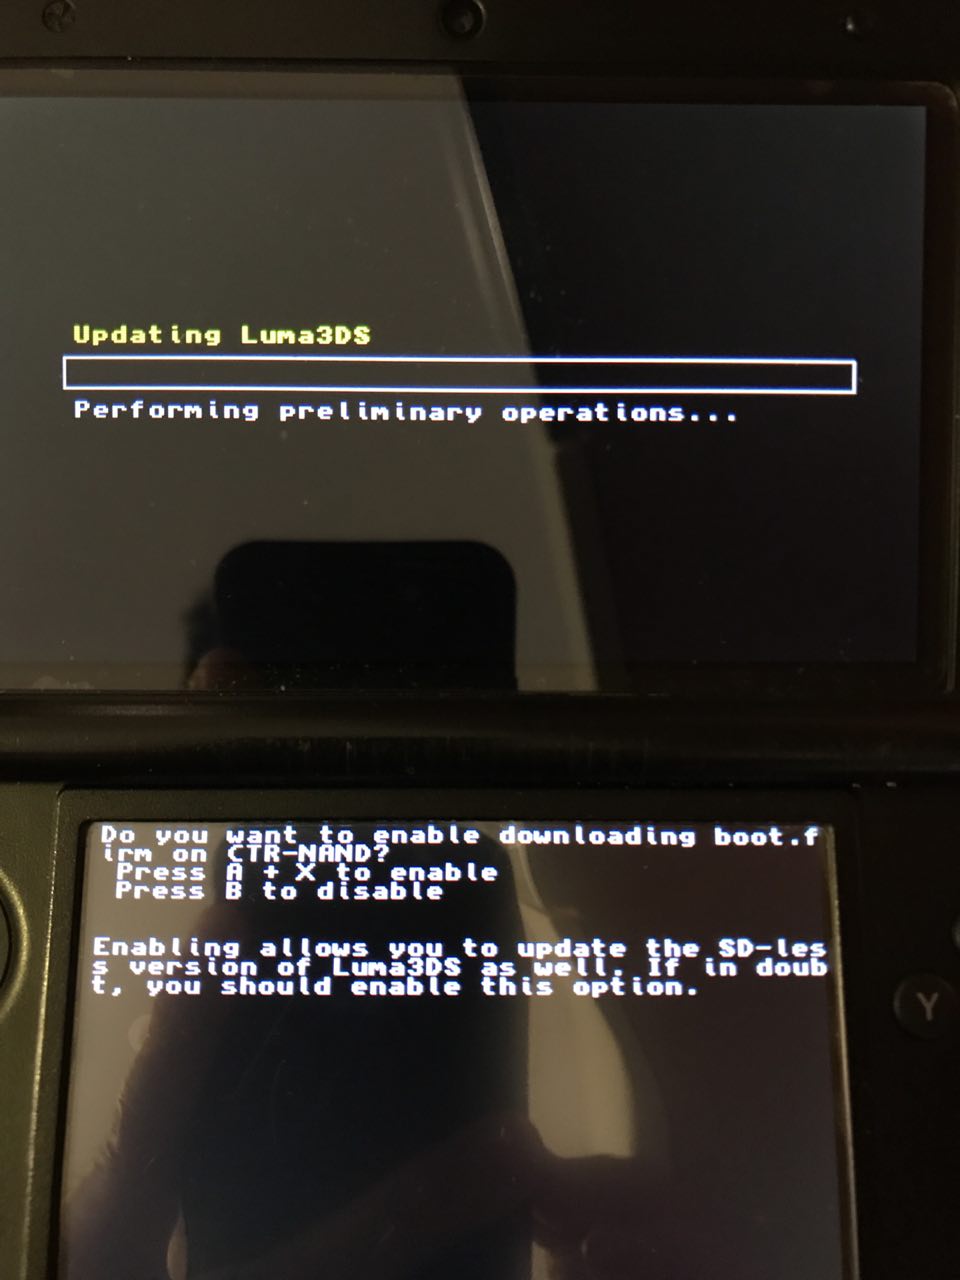 Updating Luma3DS
Performing preliminary operations...
Do you want to enable downloading boot.f
irm on CTR-NAND?
Press A + X to enable
Press B to disable
Enabling allows you to update the SD-les
s version of Luma3DS as well. If in doub
t, you should enable this option.
Y